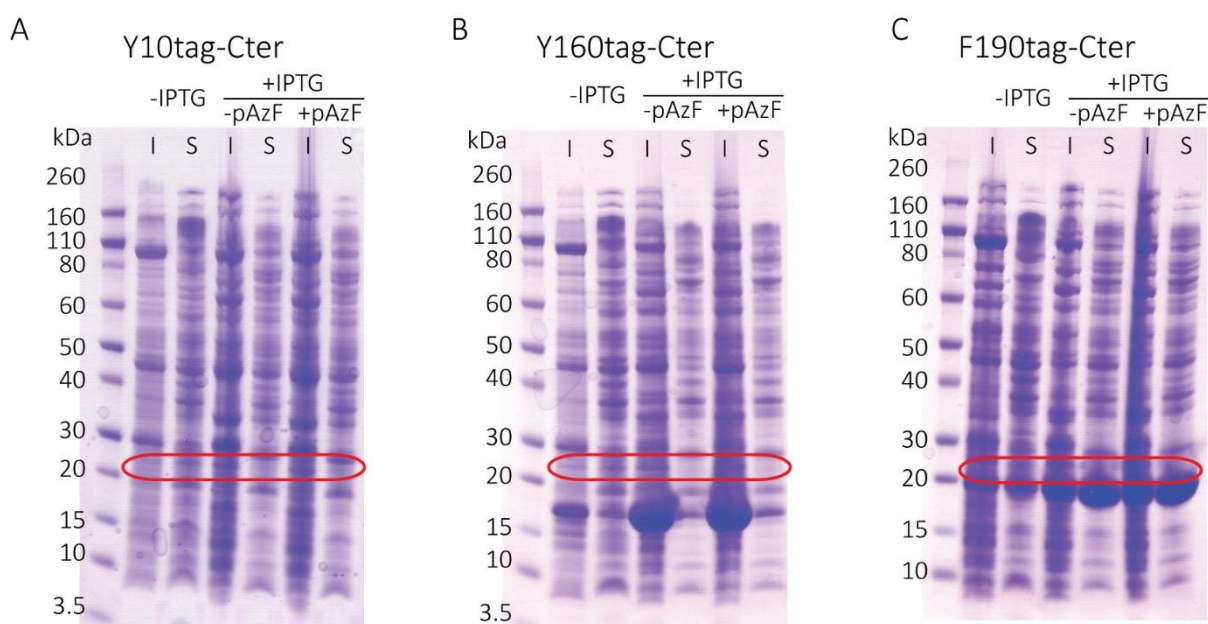 A
Y10tag-Cter
+IPTG
-IPTG
-pAzF +pAzF
kDa
I S I S I S
260
160
110
80
60
50
40
30
20
15
10
3.5
B
Y160tag-Cter
+IPTG
-IPTG
-pAzF +pAzF
kDa
I S I S I S
260
160
110
80
60
50
40
30
20
15
10
3.5
C
F190tag-Cter
+IPTG
-IPTG
-pAzF +pAzF
kDa
I S I S I S
260
160
110
80
60
50
40
30
20
15
10